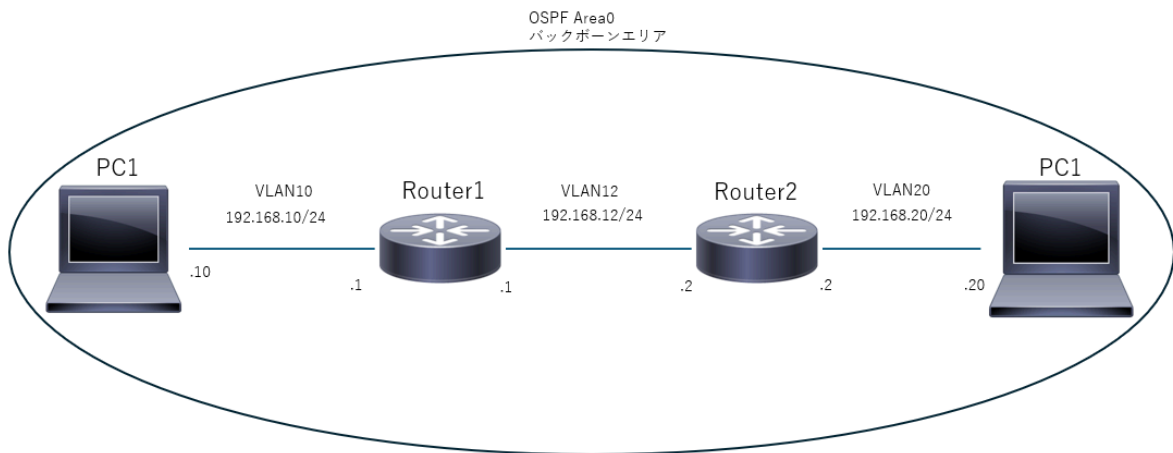 OSPF Area0
バックボーンエリア
PC1
VLAN10
192.168.10/24
Router1
VLAN12
192.168.12/24
Router2
VLAN20
192.168.20/24
PC1
.10
.1
.1
.2
.2
.20